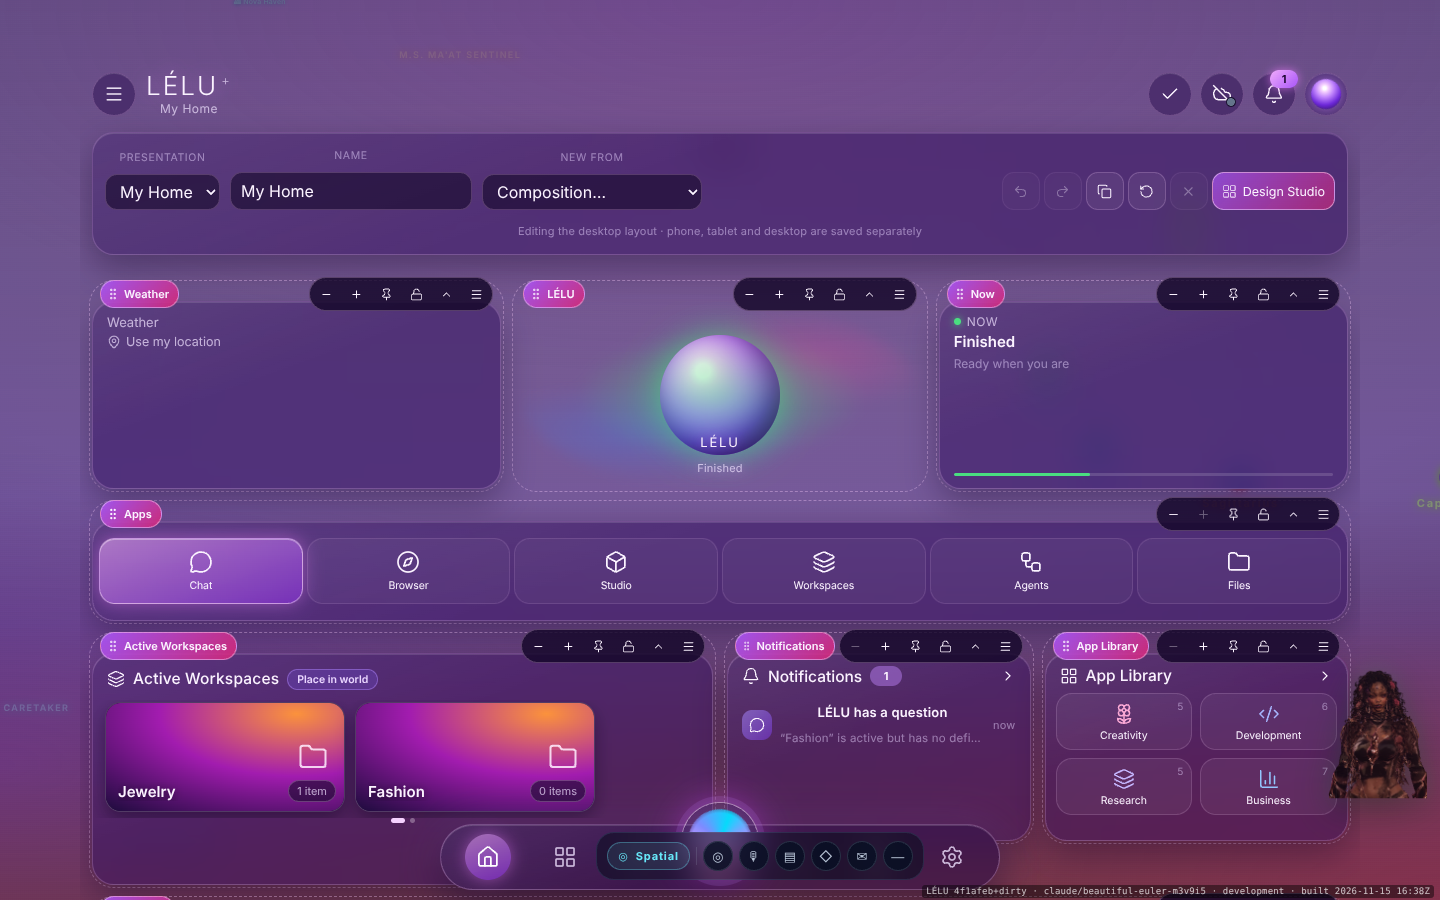 M.S. MA'AT SENTINEL
LÉLU +
My Home
1
PRESENTATION
NAME
NEW FROM
My Home
My Home
Composition...
Design Studio
Editing the desktop layout · phone, tablet and desktop are saved separately
Weather
LÉLU
Now
Weather
Use my location
LÉLU
Finished
NOW
Finished
Ready when you are
Apps
Chat
Browser
Studio
Workspaces
Agents
Files
Active Workspaces
Notifications
App Library
Active Workspaces
Place in world
Jewelry
1 item
Fashion
0 items
Notifications
1
LÉLU has a question
now
“Fashion” is active but has no defi...
App Library
Creativity
5
Development
6
Research
5
Business
7
CARETAKER
Cap
Spatial
LÉLU 4f1afeb+dirty · claude/beautiful-euler-m3v9i5 · development · built 2026-11-15 16:38Z